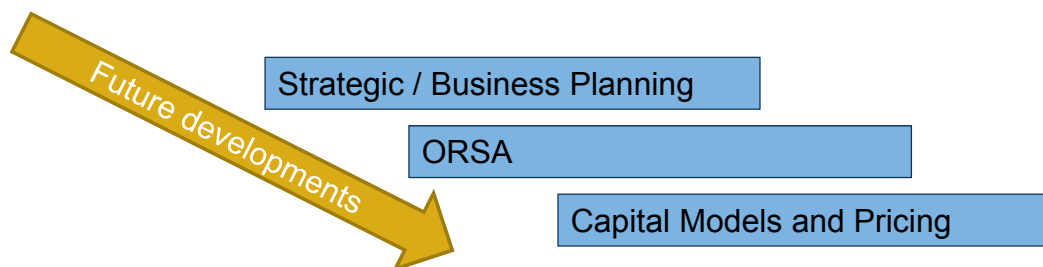 Future developments
Strategic / Business Planning
ORSA
Capital Models and Pricing